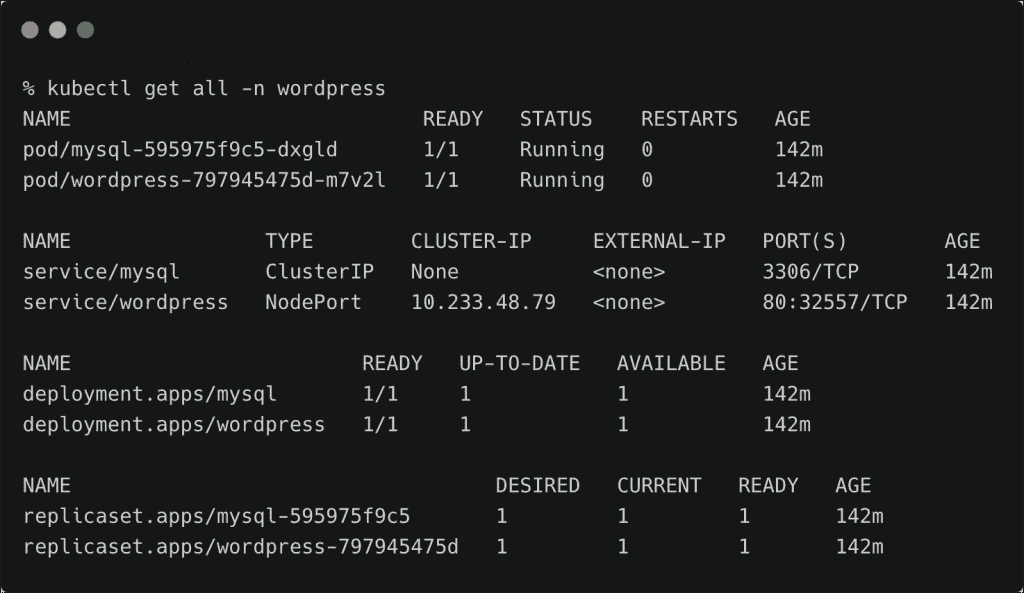 % kubectl get all -n wordpress
NAME                             READY   STATUS    RESTARTS   AGE
pod/mysql-595975f9c5-dxgld       1/1     Running   0          142m
pod/wordpress-797945475d-m7v2l   1/1     Running   0          142m

NAME                TYPE        CLUSTER-IP     EXTERNAL-IP   PORT(S)        AGE
service/mysql       ClusterIP   None           <none>        3306/TCP       142m
service/wordpress   NodePort    10.233.48.79   <none>        80:32557/TCP   142m

NAME                        READY   UP-TO-DATE   AVAILABLE   AGE
deployment.apps/mysql       1/1     1            1           142m
deployment.apps/wordpress   1/1     1            1           142m

NAME                                   DESIRED   CURRENT   READY   AGE
replicaset.apps/mysql-595975f9c5       1         1         1       142m
replicaset.apps/wordpress-797945475d   1         1         1       142m